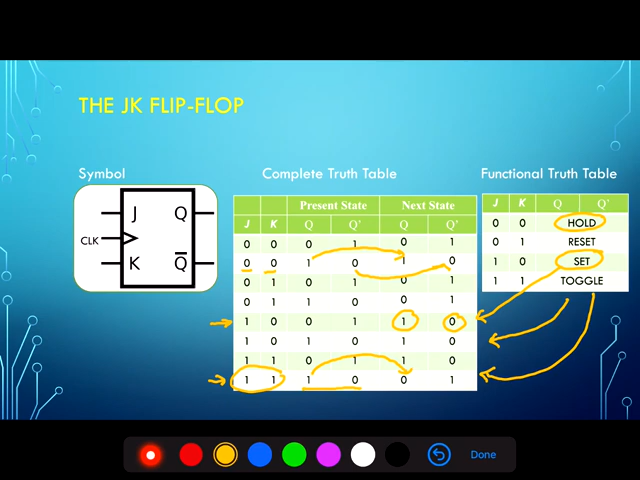 THE JK FLIP-FLOP
Symbol
Complete Truth Table
Functional Truth Table
J Q
CLK
K Q̅
Present State Next State
J K Q Q’ Q Q’
0 0 0 1 0 1
0 0 1 0 1 0
0 1 0 1 0 1
0 1 1 0 0 1
1 0 0 1 1 0
1 0 1 0 1 0
1 1 0 1 1 0
1 1 1 0 0 1
J K Q Q’
0 0 HOLD
0 1 RESET
1 0 SET
1 1 TOGGLE
Done